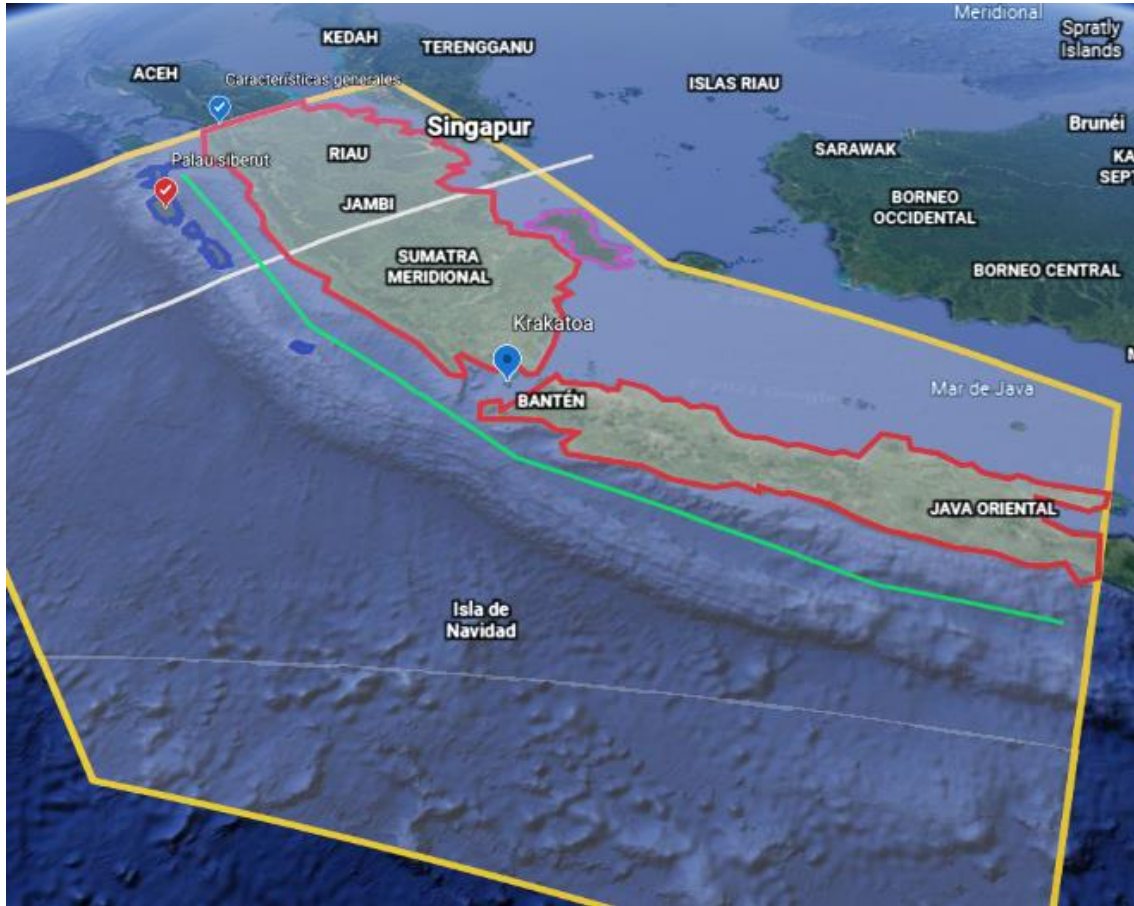 Meridional
Spratly
Islands
KEDAH
TERENGGANU
ACEH
Características generales
ISLAS RIAU
Singapur
Brunéi
RIAU
SARAWAK
Palau siberut
JAMBI
BORNEO
OCCIDENTAL
SUMATRA
MERIDIONAL
BORNEO CENTRAL
Krakatoa
BANTÉN
Mar de Java
JAVA ORIENTAL
Isla de
Navidad